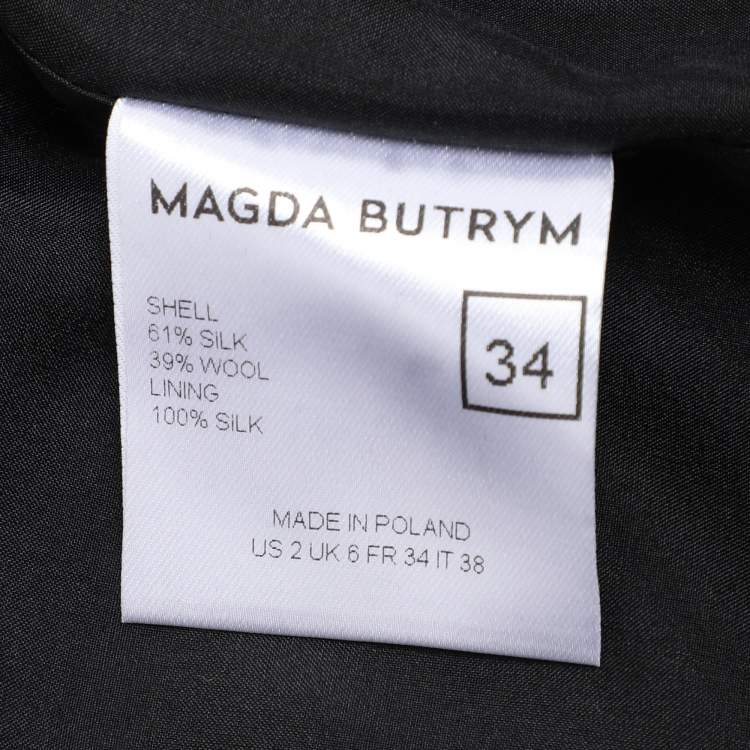 MAGDA BUTRYM
SHELL
61% SILK
39% WOOL
LINING
100% SILK
34
MADE IN POLAND
US 2 UK 6 FR 34 IT 38